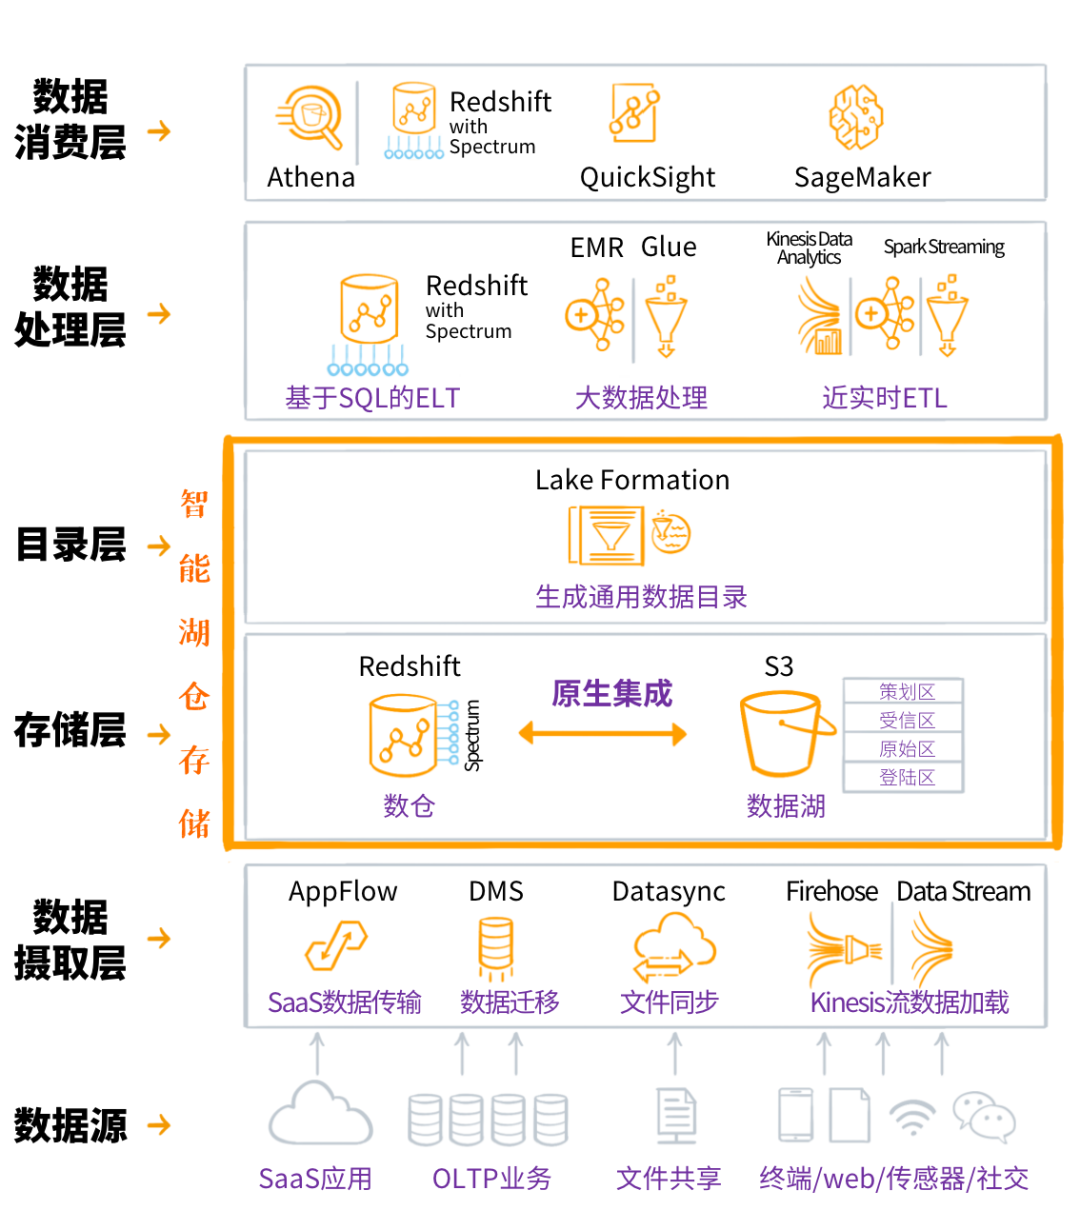 数据
消费层
Athena
Redshift
with
Spectrum
QuickSight
SageMaker
数据
处理层
Redshift
with
Spectrum
基于SQL的ELT
EMR
Glue
大数据处理
Kinesis Data
Analytics
Spark Streaming
近实时ETL
智能湖仓存储
目录层
Lake Formation
生成通用数据目录
存储层
Redshift
Spectrum
数仓
原生集成
S3
数据湖
策划区
受信区
原始区
登陆区
数据
摄取层
AppFlow
SaaS数据传输
DMS
数据迁移
Datasync
文件同步
Firehose
Data Stream
Kinesis流数据加载
数据源
SaaS应用
OLTP业务
文件共享
终端/web/传感器/社交